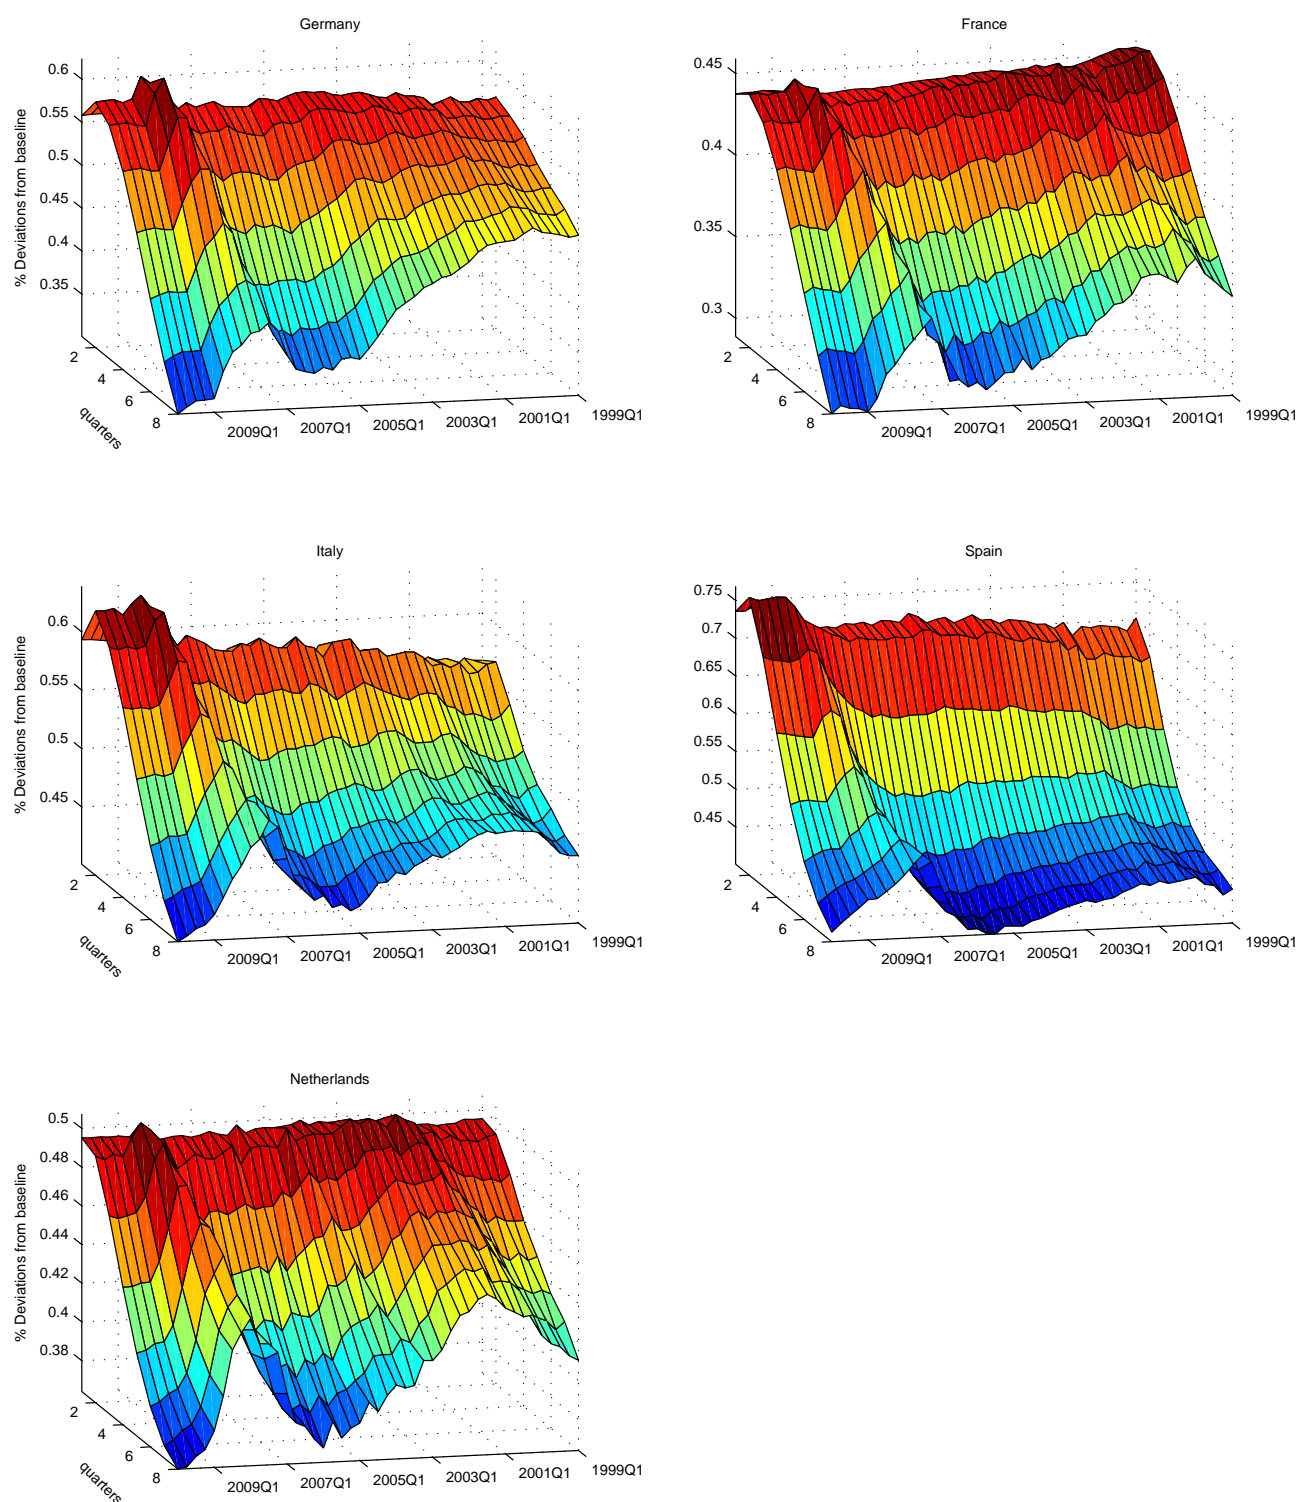 Germany
0.6
0.55
0.5
0.45
0.4
0.35
% Deviations from baseline
2
4
6
8
quarters
2009Q1
2007Q1
2005Q1
2003Q1
2001Q1
1999Q1
France
0.45
0.4
0.35
0.3
2
4
6
8
2009Q1
2007Q1
2005Q1
2003Q1
2001Q1
1999Q1
Italy
0.6
0.55
0.5
0.45
% Deviations from baseline
2
4
6
8
quarters
2009Q1
2007Q1
2005Q1
2003Q1
2001Q1
1999Q1
Spain
0.75
0.7
0.65
0.6
0.55
0.5
0.45
2
4
6
8
2009Q1
2007Q1
2005Q1
2003Q1
2001Q1
1999Q1
Netherlands
0.5
0.48
0.46
0.44
0.42
0.4
0.38
% Deviations from baseline
2
4
6
8
quarters
2009Q1
2007Q1
2005Q1
2003Q1
2001Q1
1999Q1